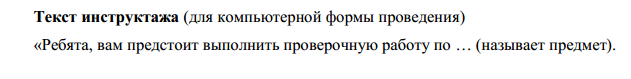 Текст инструктажа (для компьютерной формы проведения)
«Ребята, вам предстоит выполнить проверочную работу по … (называет предмет).